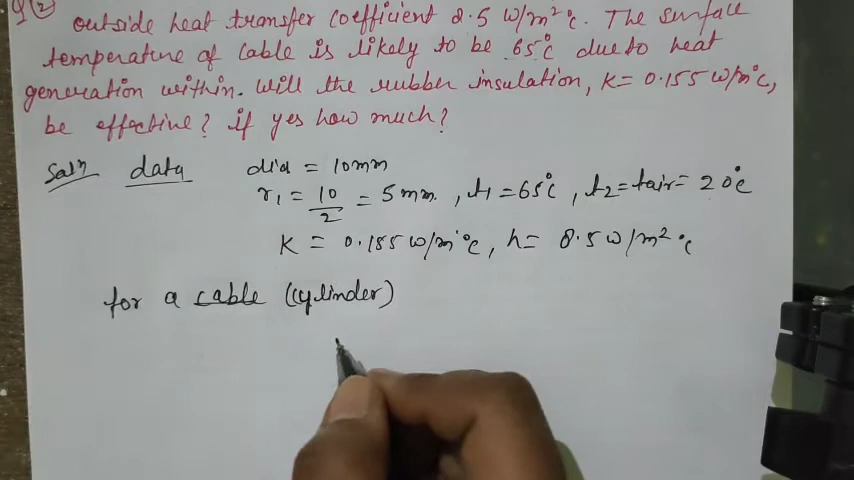 Q② outside heat transfer coefficient 8.5 W/m²°c. The surface
temperature of cable is likely to be 65°c due to heat
generation within. Will the rubber insulation, K = 0.155 w/m°c,
be effective? if yes how much?
Soln data dia = 10mm
r₁ = 10/2 = 5mm, t₁ = 65°c, t₂ = tair = 20°c
K = 0.155 w/m°c, h = 8.5 w/m²°c
for a cable (cylinder)